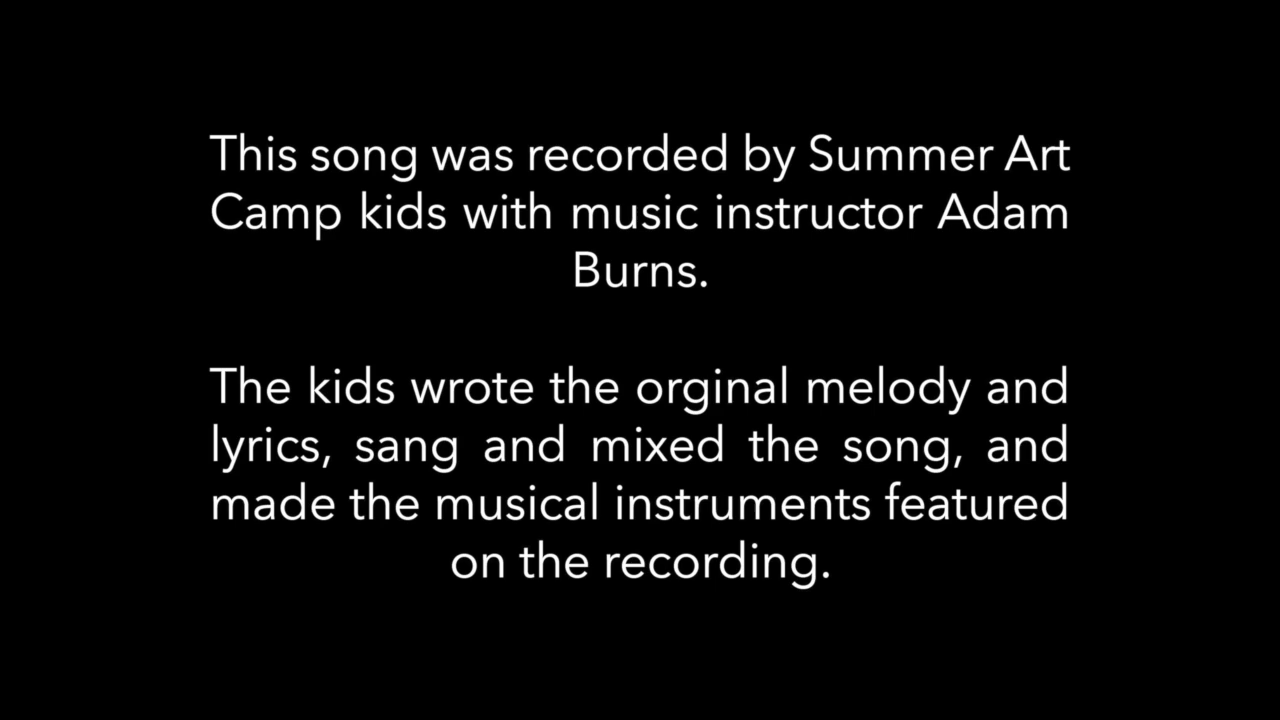 This song was recorded by Summer Art
Camp kids with music instructor Adam
Burns.
The kids wrote the orginal melody and
lyrics, sang and mixed the song, and
made the musical instruments featured
on the recording.